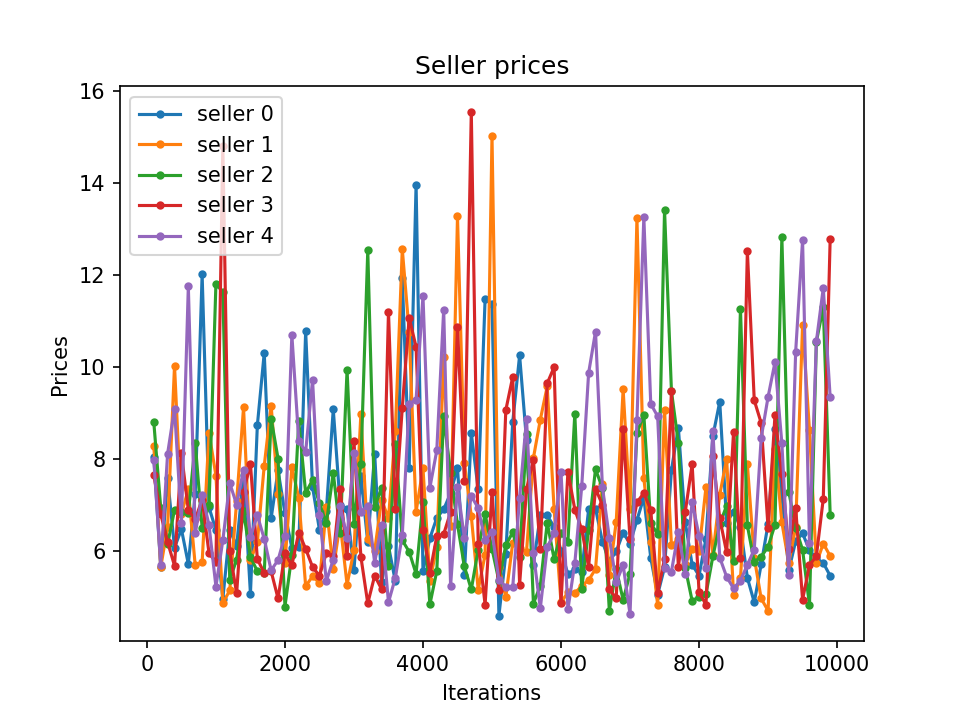 Seller prices
16
14
12
10
8
6
Prices
seller 0
seller 1
seller 2
seller 3
seller 4
0
2000
4000
6000
8000
10000
Iterations